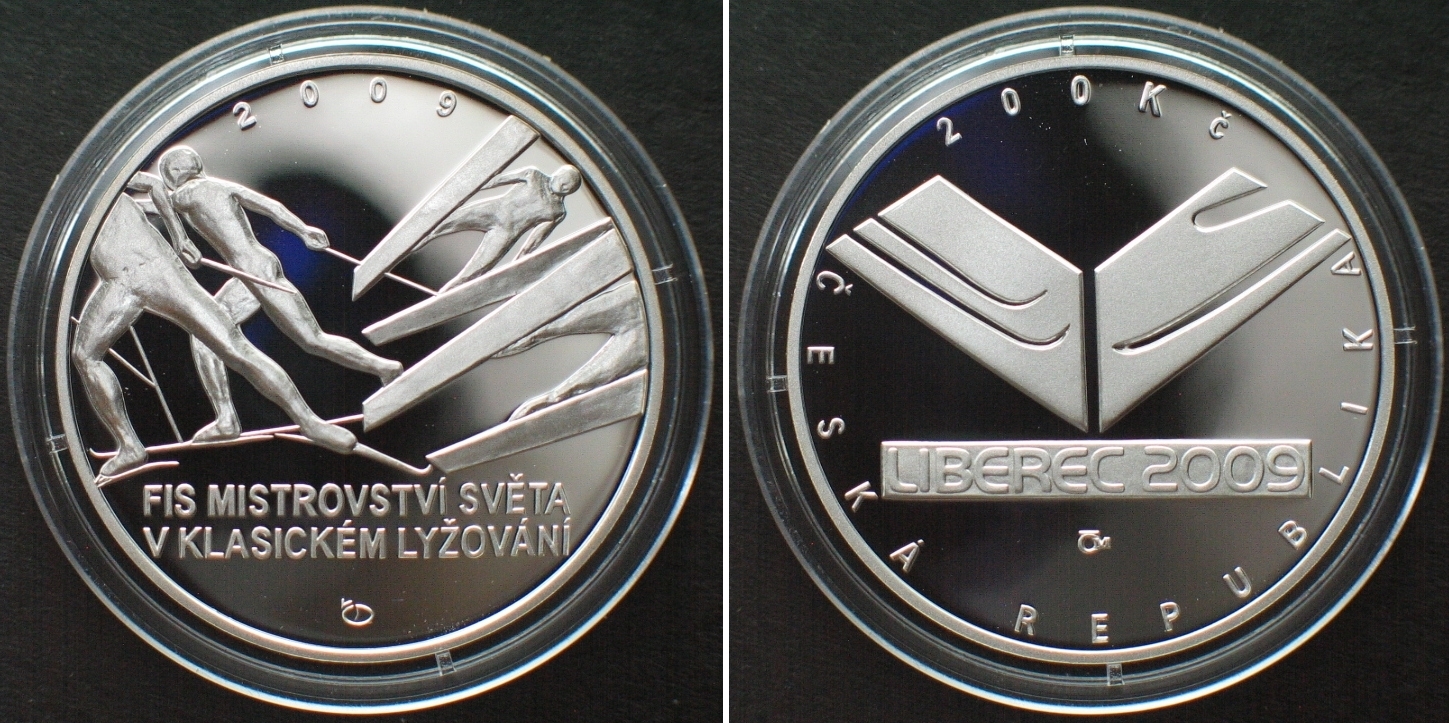 2009
FIS MISTROVSTVÍ SVĚTA
V KLASICKÉM LYŽOVÁNÍ
200 Kč
ČESKÁ REPUBLIKA
LIBEREC 2009